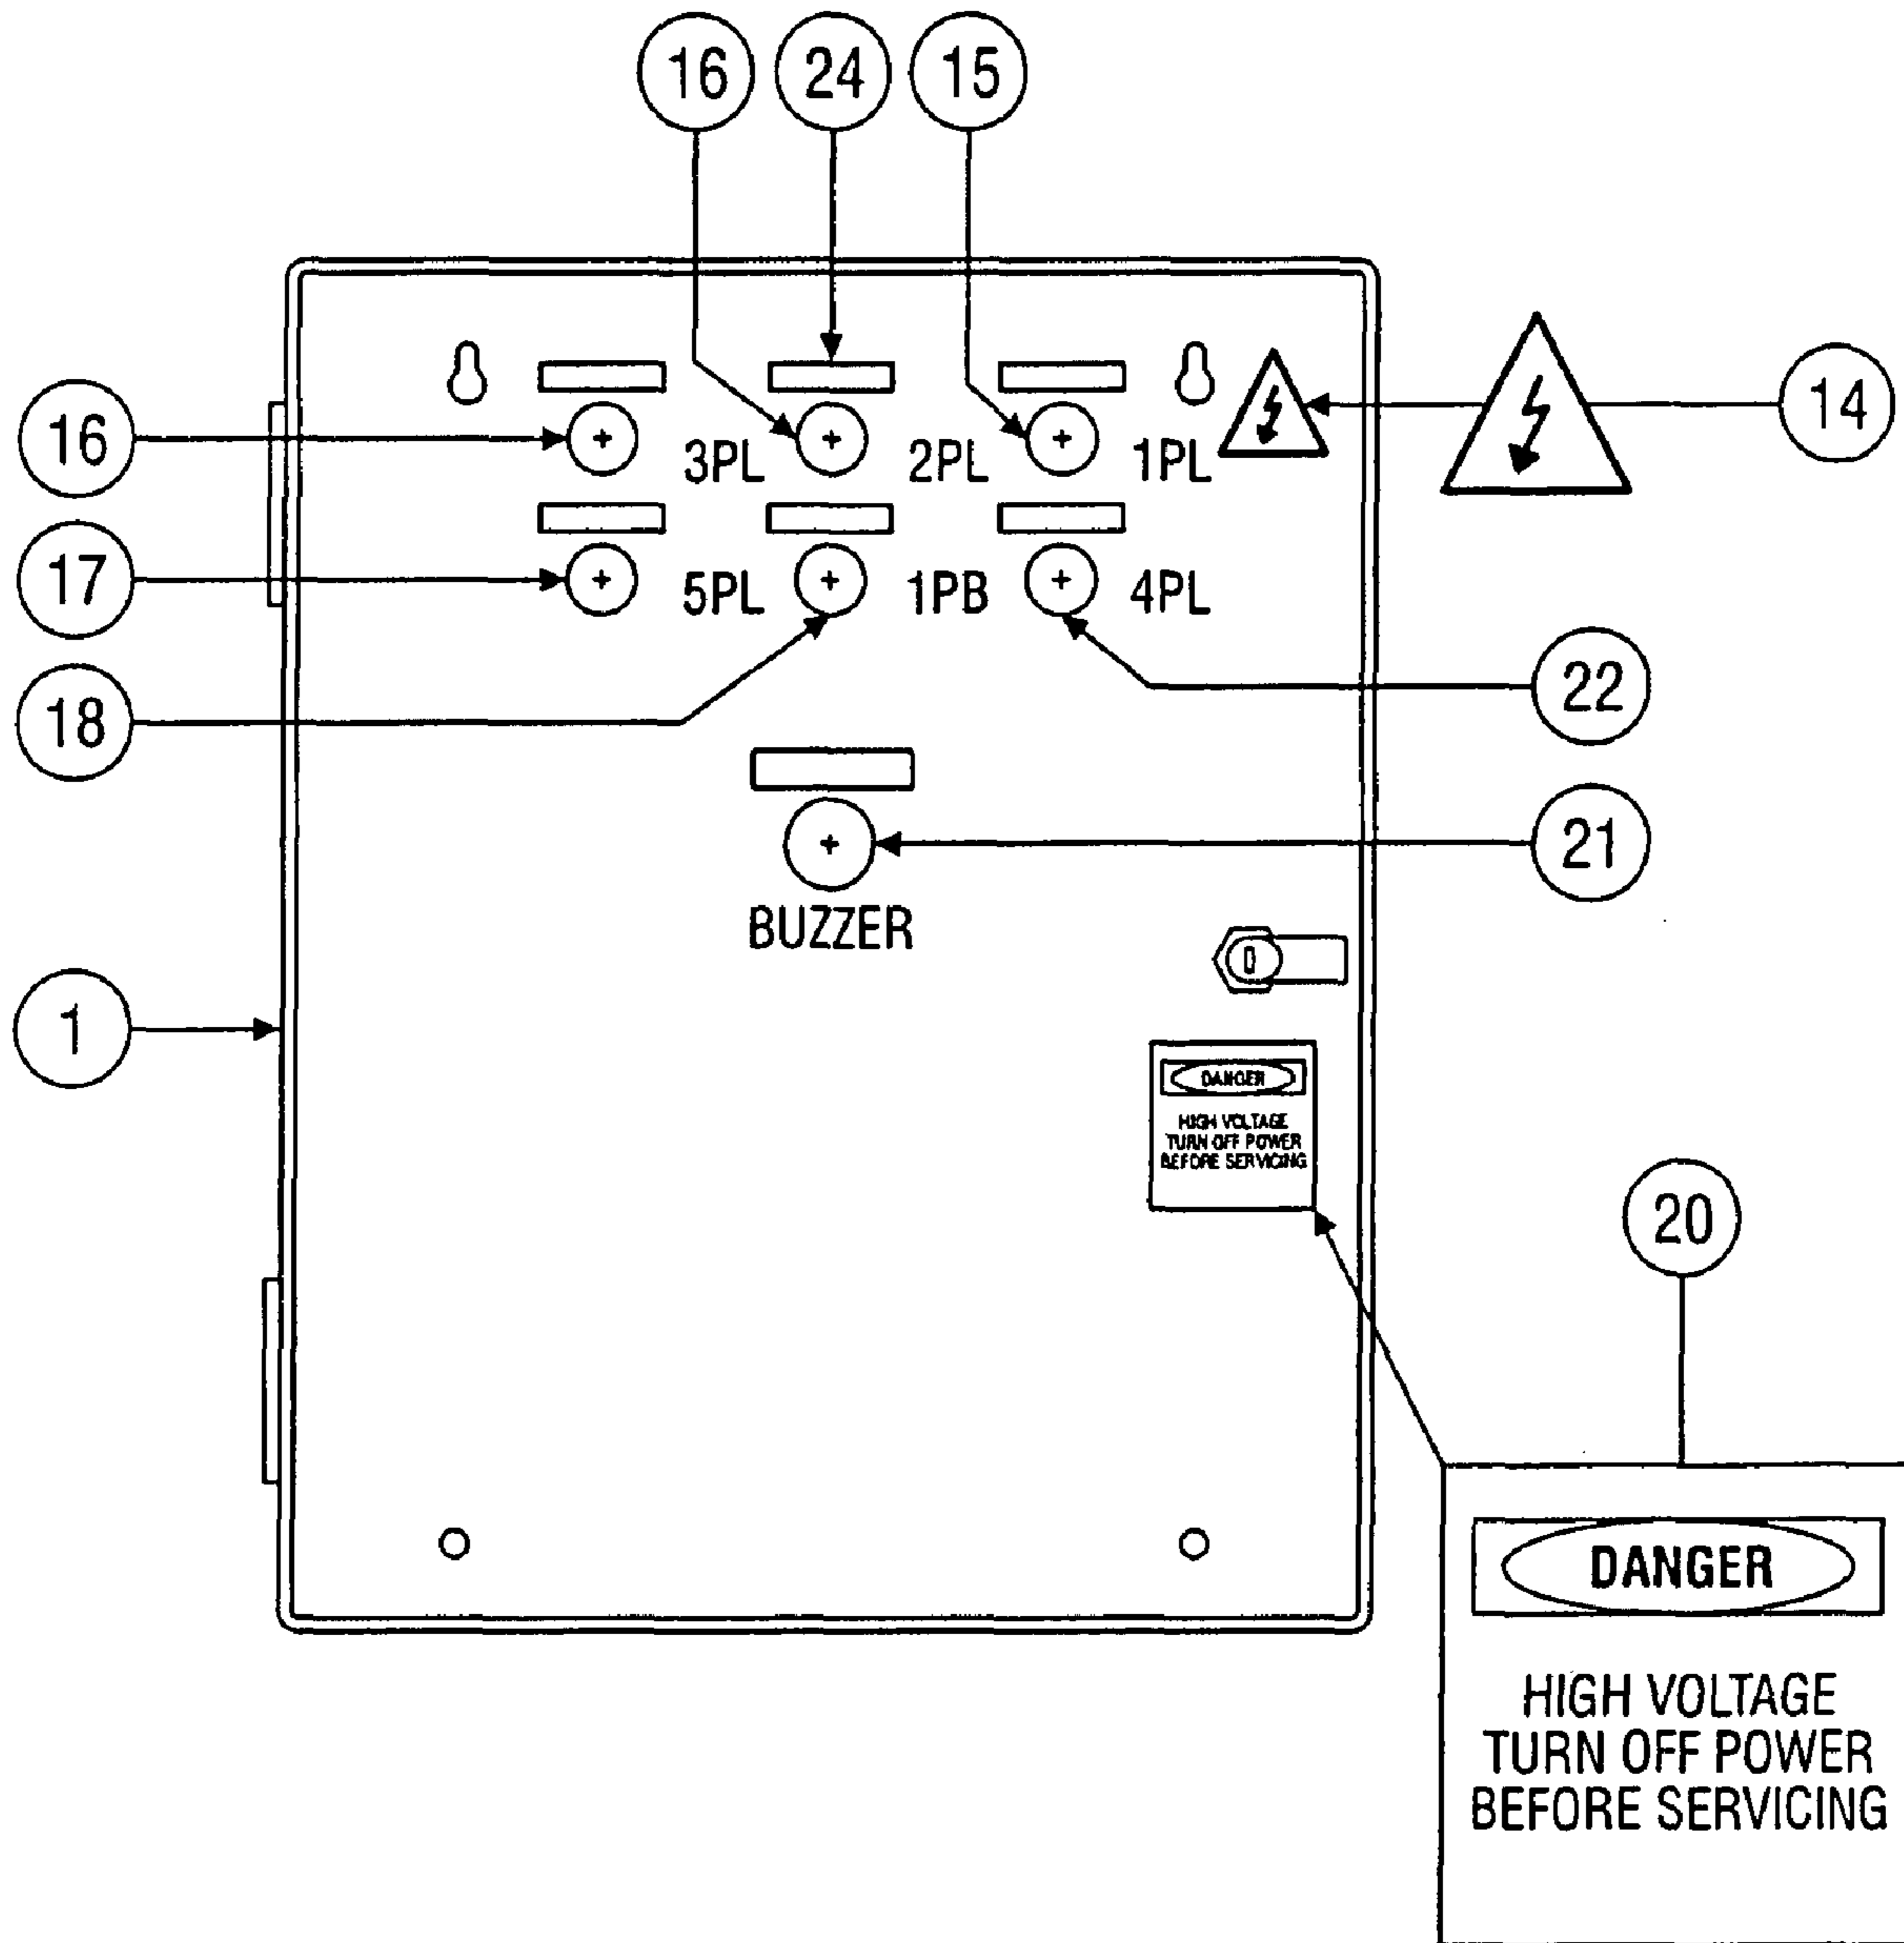 16 24 15
16 3PL 2PL 1PL 14
17 5PL 1PB 4PL
22
18
21
BUZZER
1
DANGER
HIGH VOLTAGE
TURN OFF POWER
BEFORE SERVICING
20
DANGER
HIGH VOLTAGE
TURN OFF POWER
BEFORE SERVICING